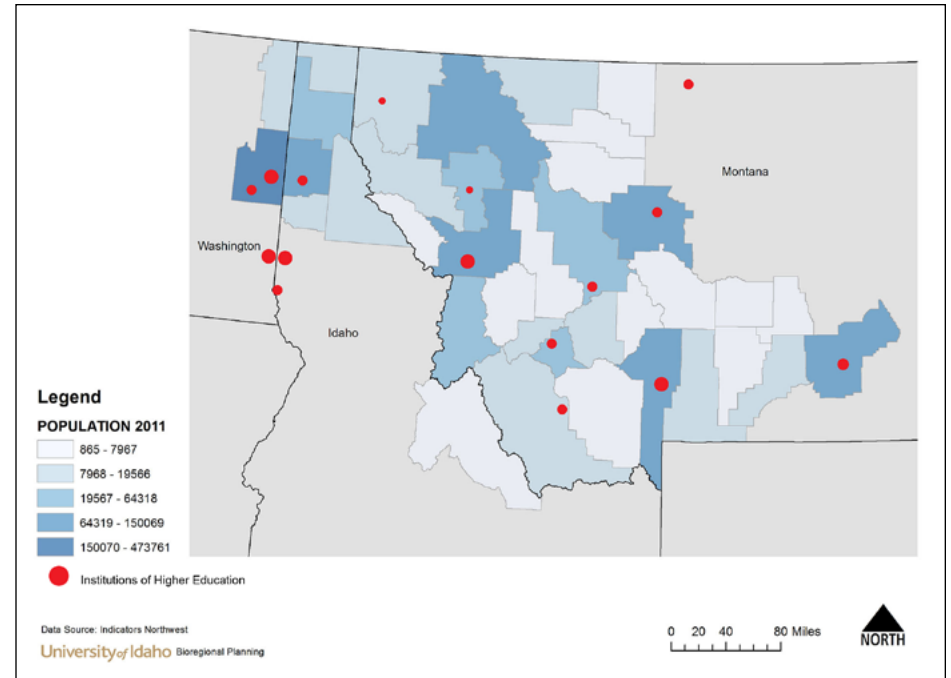 Montana
Washington
Idaho
Legend
POPULATION 2011
865 - 7967
7968 - 19566
19567 - 64318
64319 - 150069
150070 - 473761
Institutions of Higher Education
Data Source: Indicators Northwest
University of Idaho Bioregional Planning
0 20 40 80 Miles
NORTH